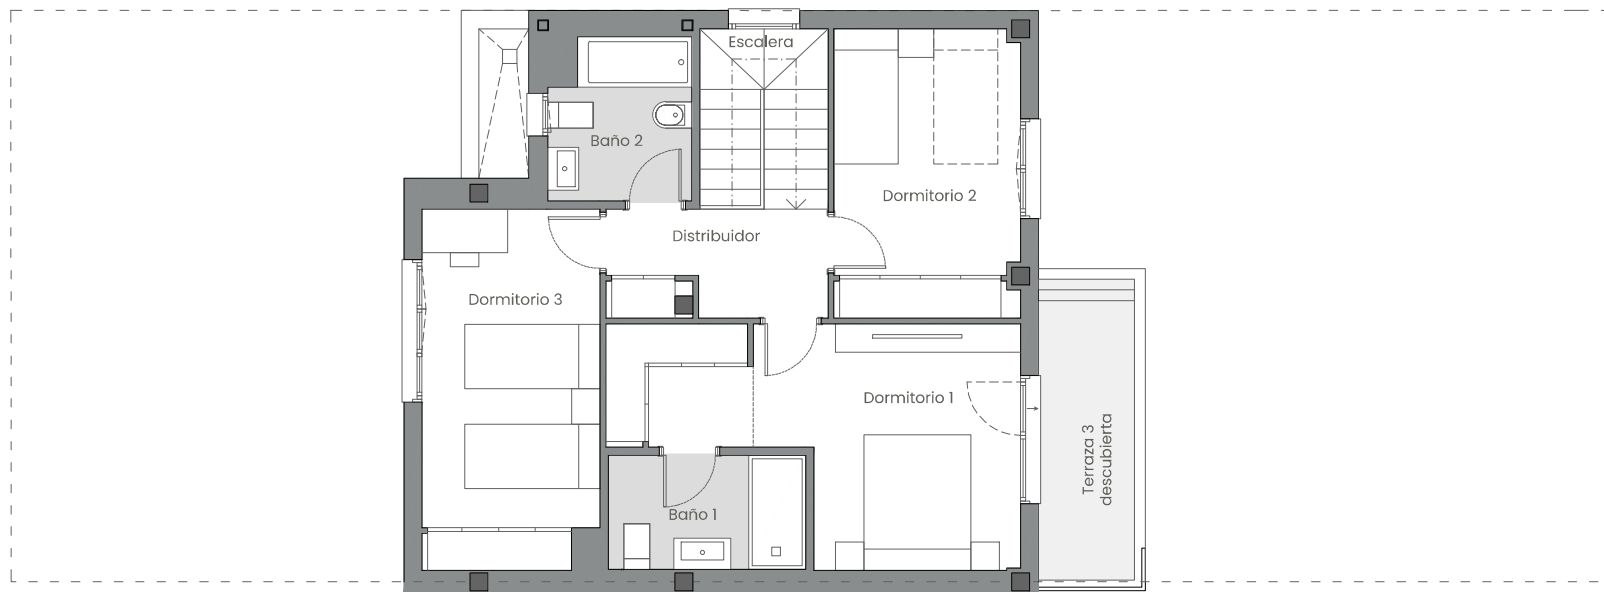 Escalera
Baño 2
Dormitorio 2
Distribuidor
Dormitorio 3
Dormitorio 1
Terraza 3
descubierta
Baño 1